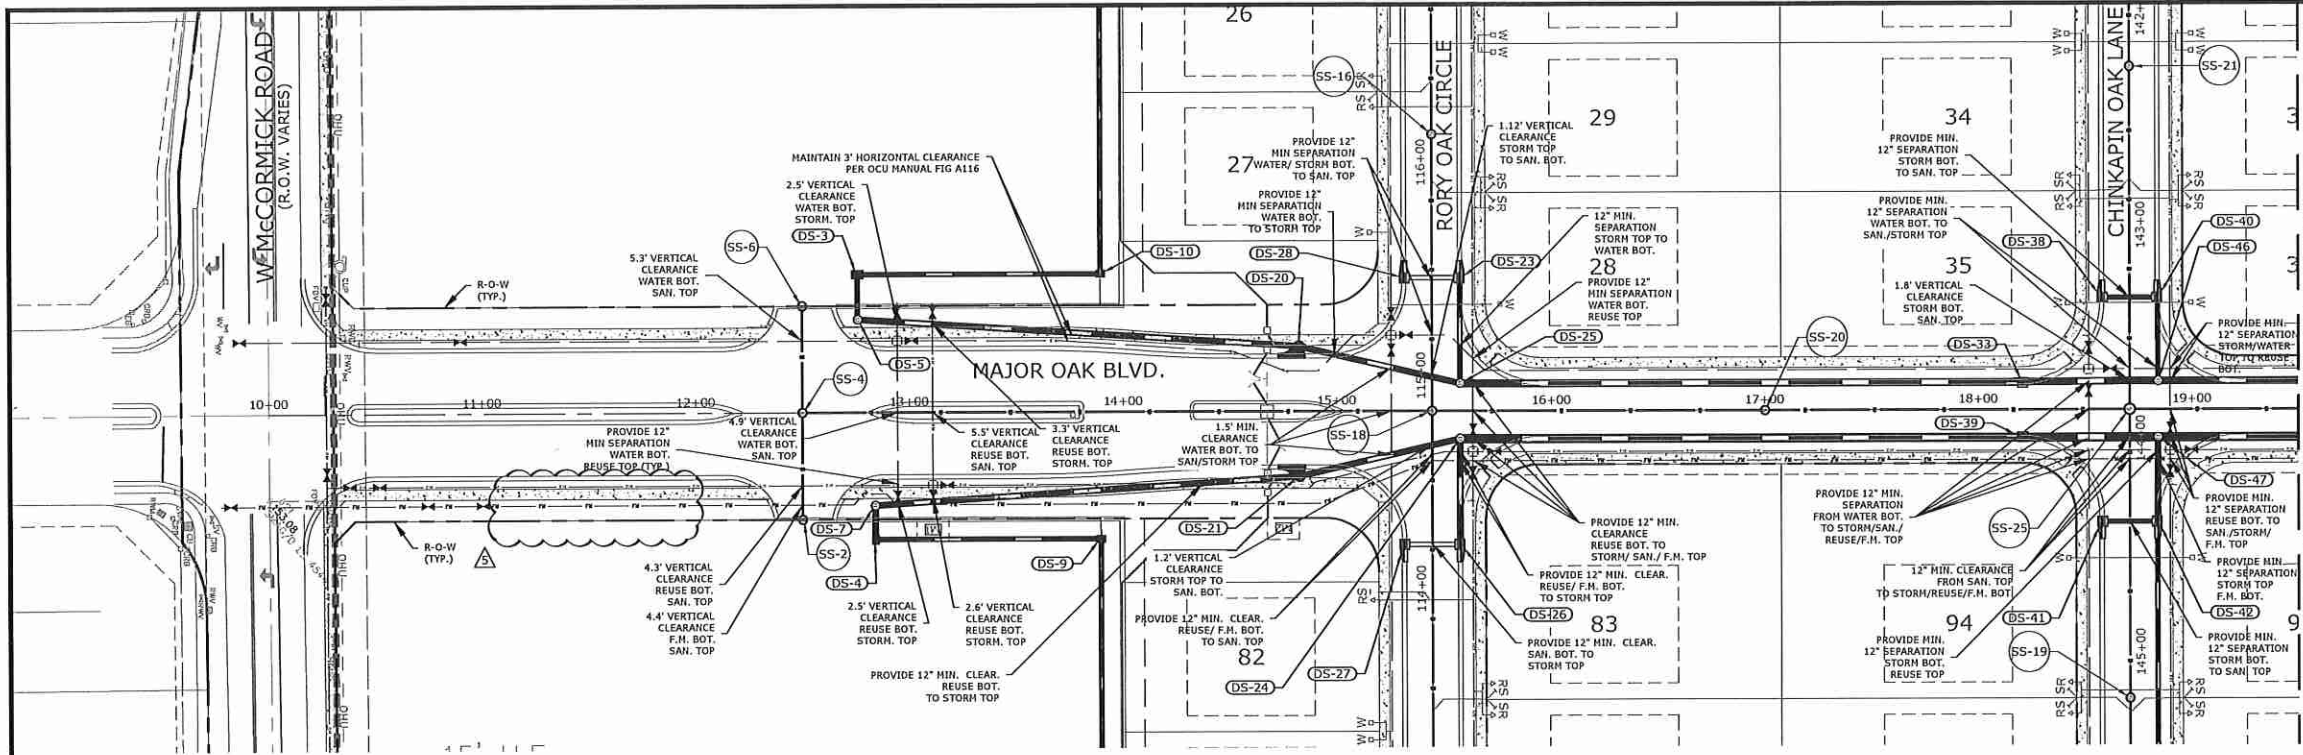 W. McCORMICK ROAD
(R.O.W. VARIES)
OHU
OHU
OHU
R-O-W
(TYP.)
R-O-W
(TYP.)
5
10+00
11+00
12+00
13+00
14+00
15+00
16+00
17+00
18+00
19+00
MAJOR OAK BLVD.
5.3' VERTICAL
CLEARANCE
WATER BOT.
SAN. TOP
SS-6
SS-4
SS-2
MAINTAIN 3' HORIZONTAL CLEARANCE
PER OCU MANUAL FIG A116
2.5' VERTICAL
CLEARANCE
WATER BOT.
STORM. TOP
DS-3
DS-10
DS-5
DS-7
DS-4
DS-9
PROVIDE 12"
MIN SEPARATION
WATER BOT.
REUSE TOP (TYP.)
4.9' VERTICAL
CLEARANCE
WATER BOT.
SAN. TOP
5.5' VERTICAL
CLEARANCE
REUSE BOT.
SAN. TOP
3.3' VERTICAL
CLEARANCE
REUSE BOT.
STORM. TOP
1.5' MIN.
CLEARANCE
WATER BOT. TO
SAN/STORM TOP
4.3' VERTICAL
CLEARANCE
REUSE BOT.
SAN. TOP
4.4' VERTICAL
CLEARANCE
F.M. BOT.
SAN. TOP
2.5' VERTICAL
CLEARANCE
REUSE BOT.
STORM. TOP
2.6' VERTICAL
CLEARANCE
REUSE BOT.
STORM. TOP
PROVIDE 12" MIN. CLEAR.
REUSE BOT.
TO STORM TOP
26
27
PROVIDE 12"
MIN SEPARATION
WATER/ STORM BOT.
TO SAN. TOP
PROVIDE 12"
MIN SEPARATION
WATER BOT.
TO STORM TOP
DS-28
DS-20
SS-16
RORY OAK CIRCLE
116+00
115+00
114+00
1.12' VERTICAL
CLEARANCE
STORM TOP
TO SAN. BOT.
DS-23
12" MIN.
SEPARATION
STORM TOP TO
WATER BOT.
28
PROVIDE 12"
MIN SEPARATION
WATER BOT.
REUSE TOP
DS-25
29
SS-18
SS-20
DS-21
1.2' VERTICAL
CLEARANCE
STORM TOP TO
SAN. BOT.
PROVIDE 12" MIN. CLEAR.
REUSE/ F.M. BOT.
TO SAN. TOP
82
DS-24
DS-27
PROVIDE 12" MIN.
CLEARANCE
REUSE BOT. TO
STORM/ SAN./ F.M. TOP
PROVIDE 12" MIN. CLEAR.
REUSE/ F.M. BOT.
TO STORM TOP
DS-26
83
PROVIDE 12" MIN. CLEAR.
SAN. BOT. TO
STORM TOP
34
PROVIDE MIN.
12" SEPARATION
STORM BOT.
TO SAN. TOP
PROVIDE MIN.
12" SEPARATION
WATER BOT. TO
SAN./STORM TOP
35
1.8' VERTICAL
CLEARANCE
STORM BOT.
SAN. TOP
DS-33
DS-38
DS-39
CHINKAPIN OAK LANE
142+
143+00
144+00
145+00
SS-21
DS-40
DS-46
PROVIDE MIN.
12" SEPARATION
STORM/WATER
TOP TO REUSE
BOT.
PROVIDE 12" MIN.
SEPARATION
FROM WATER BOT.
TO STORM/SAN./
REUSE/F.M. TOP
SS-25
12" MIN. CLEARANCE
FROM SAN. TOP
TO STORM/REUSE/F.M. BOT
94
DS-41
PROVIDE MIN.
12" SEPARATION
STORM BOT.
REUSE TOP
SS-19
DS-47
PROVIDE MIN.
12" SEPARATION
REUSE BOT. TO
SAN./STORM/
F.M. TOP
PROVIDE MIN.
12" SEPARATION
STORM TOP
F.M. BOT.
DS-42
PROVIDE MIN.
12" SEPARATION
STORM BOT.
TO SAN. TOP